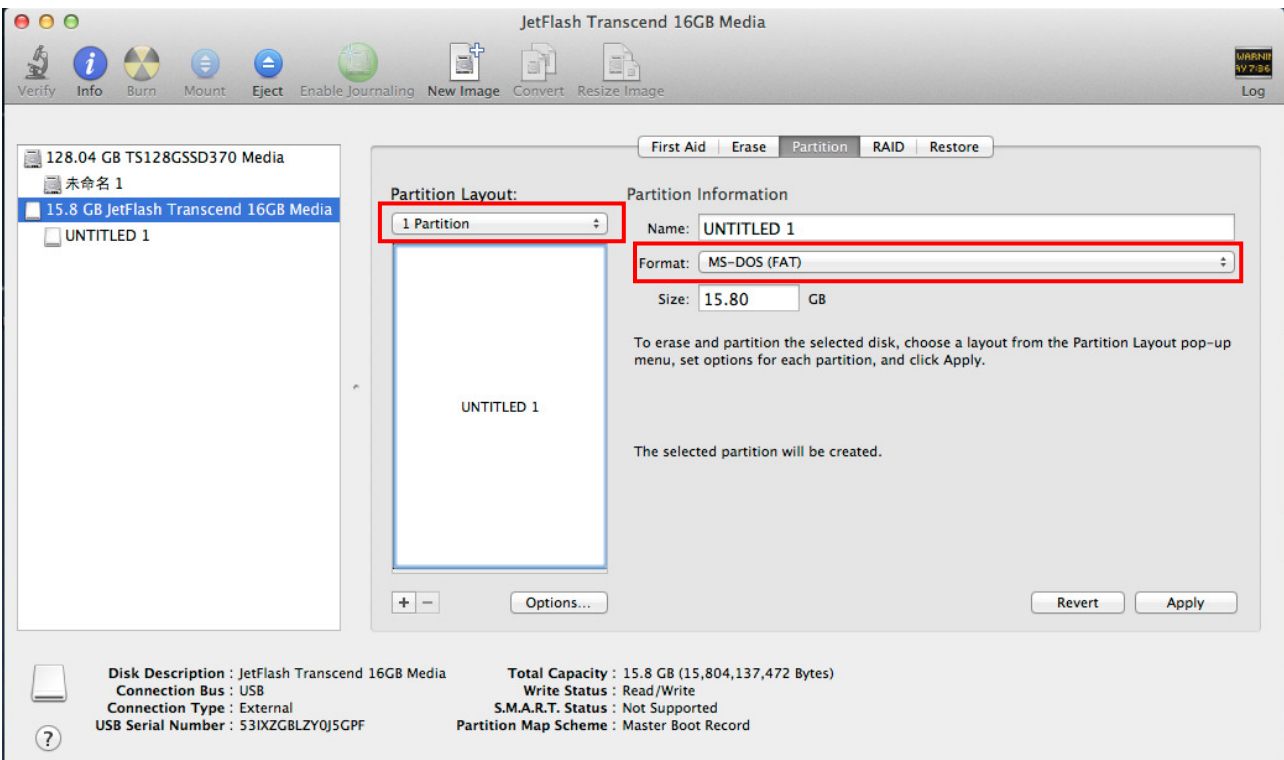 JetFlash Transcend 16GB Media
Verify Info Burn Mount Eject Enable Journaling New Image Convert Resize Image Log
WARNIN
AY 7:36
First Aid Erase Partition RAID Restore
128.04 GB TS128GSSD370 Media
未命名 1
15.8 GB JetFlash Transcend 16GB Media
UNTITLED 1
Partition Layout:
1 Partition
UNTITLED 1
+ −
Options...
Partition Information
Name: UNTITLED 1
Format: MS-DOS (FAT)
Size: 15.80 GB
To erase and partition the selected disk, choose a layout from the Partition Layout pop-up
menu, set options for each partition, and click Apply.
The selected partition will be created.
Revert Apply
Disk Description : JetFlash Transcend 16GB Media
Connection Bus : USB
Connection Type : External
USB Serial Number : 53IXZGBLZY0J5GPF
Total Capacity : 15.8 GB (15,804,137,472 Bytes)
Write Status : Read/Write
S.M.A.R.T. Status : Not Supported
Partition Map Scheme : Master Boot Record
?